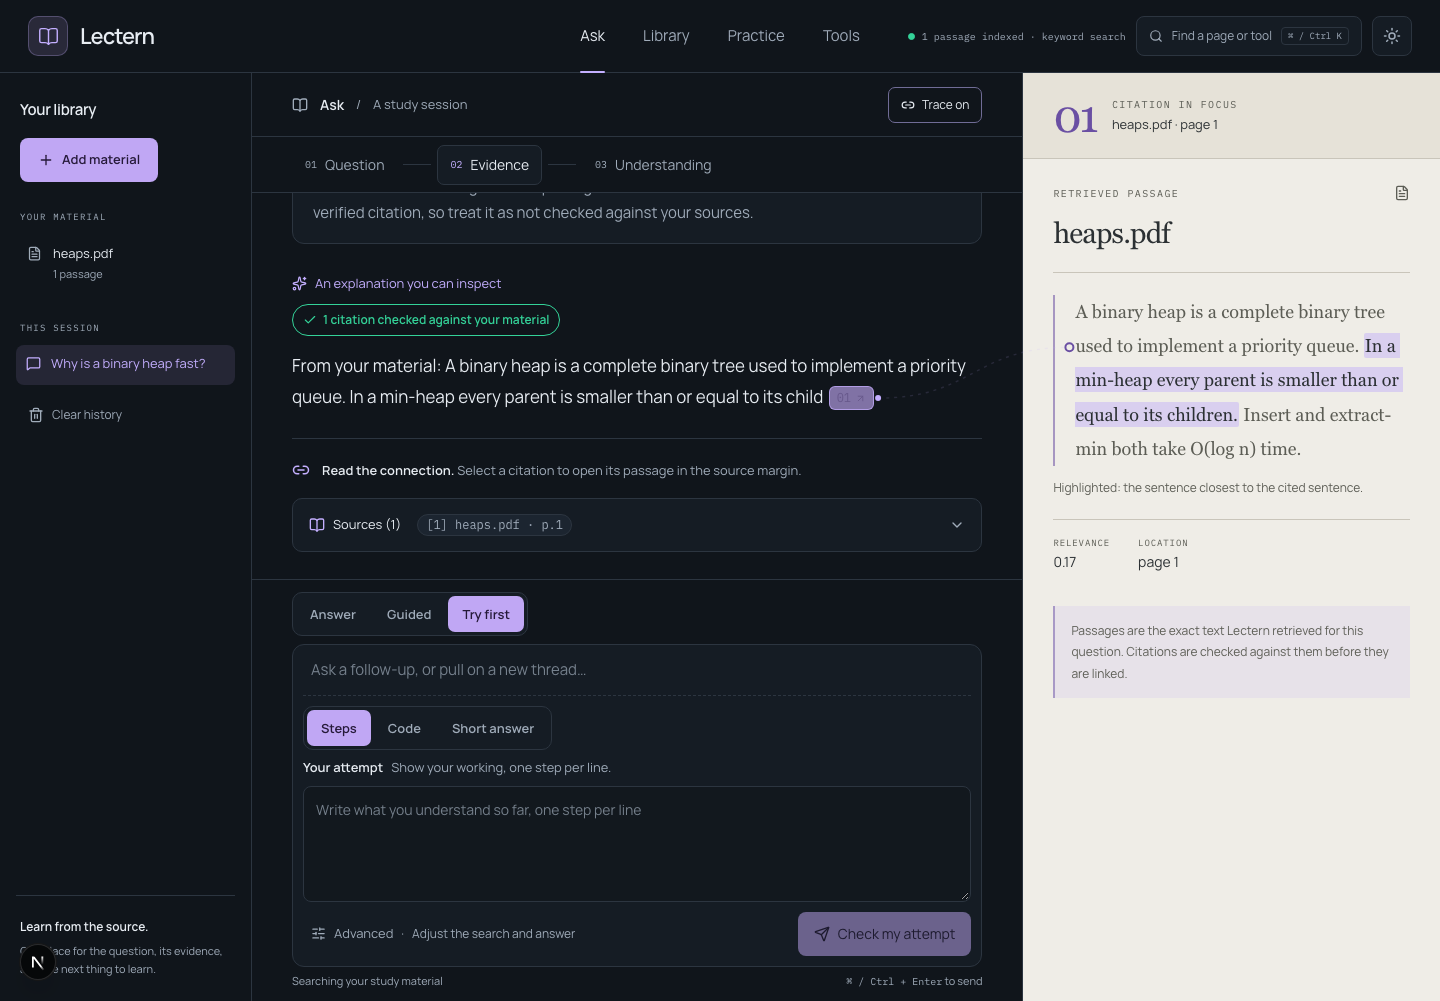 Lectern
Ask
Library
Practice
Tools
1 passage indexed · keyword search
Find a page or tool
⌘ / Ctrl K
Your library
Add material
YOUR MATERIAL
heaps.pdf
1 passage
THIS SESSION
Why is a binary heap fast?
Clear history
Learn from the source.
for the question, its evidence,
next thing to learn.
N
Ask / A study session
Trace on
01 Question
02 Evidence
03 Understanding
verified citation, so treat it as not checked against your sources.
An explanation you can inspect
1 citation checked against your material
From your material: A binary heap is a complete binary tree used to implement a priority
queue. In a min-heap every parent is smaller than or equal to its child 01 ↗
Read the connection. Select a citation to open its passage in the source margin.
Sources (1) [1] heaps.pdf · p.1
Answer
Guided
Try first
Ask a follow-up, or pull on a new thread...
Steps
Code
Short answer
Your attempt Show your working, one step per line.
Write what you understand so far, one step per line
Advanced · Adjust the search and answer
Check my attempt
Searching your study material
⌘ / Ctrl + Enter to send
01
CITATION IN FOCUS
heaps.pdf · page 1
RETRIEVED PASSAGE
heaps.pdf
A binary heap is a complete binary tree
used to implement a priority queue. In a
min-heap every parent is smaller than or
equal to its children. Insert and extract-
min both take O(log n) time.
Highlighted: the sentence closest to the cited sentence.
RELEVANCE
0.17
LOCATION
page 1
Passages are the exact text Lectern retrieved for this
question. Citations are checked against them before they
are linked.